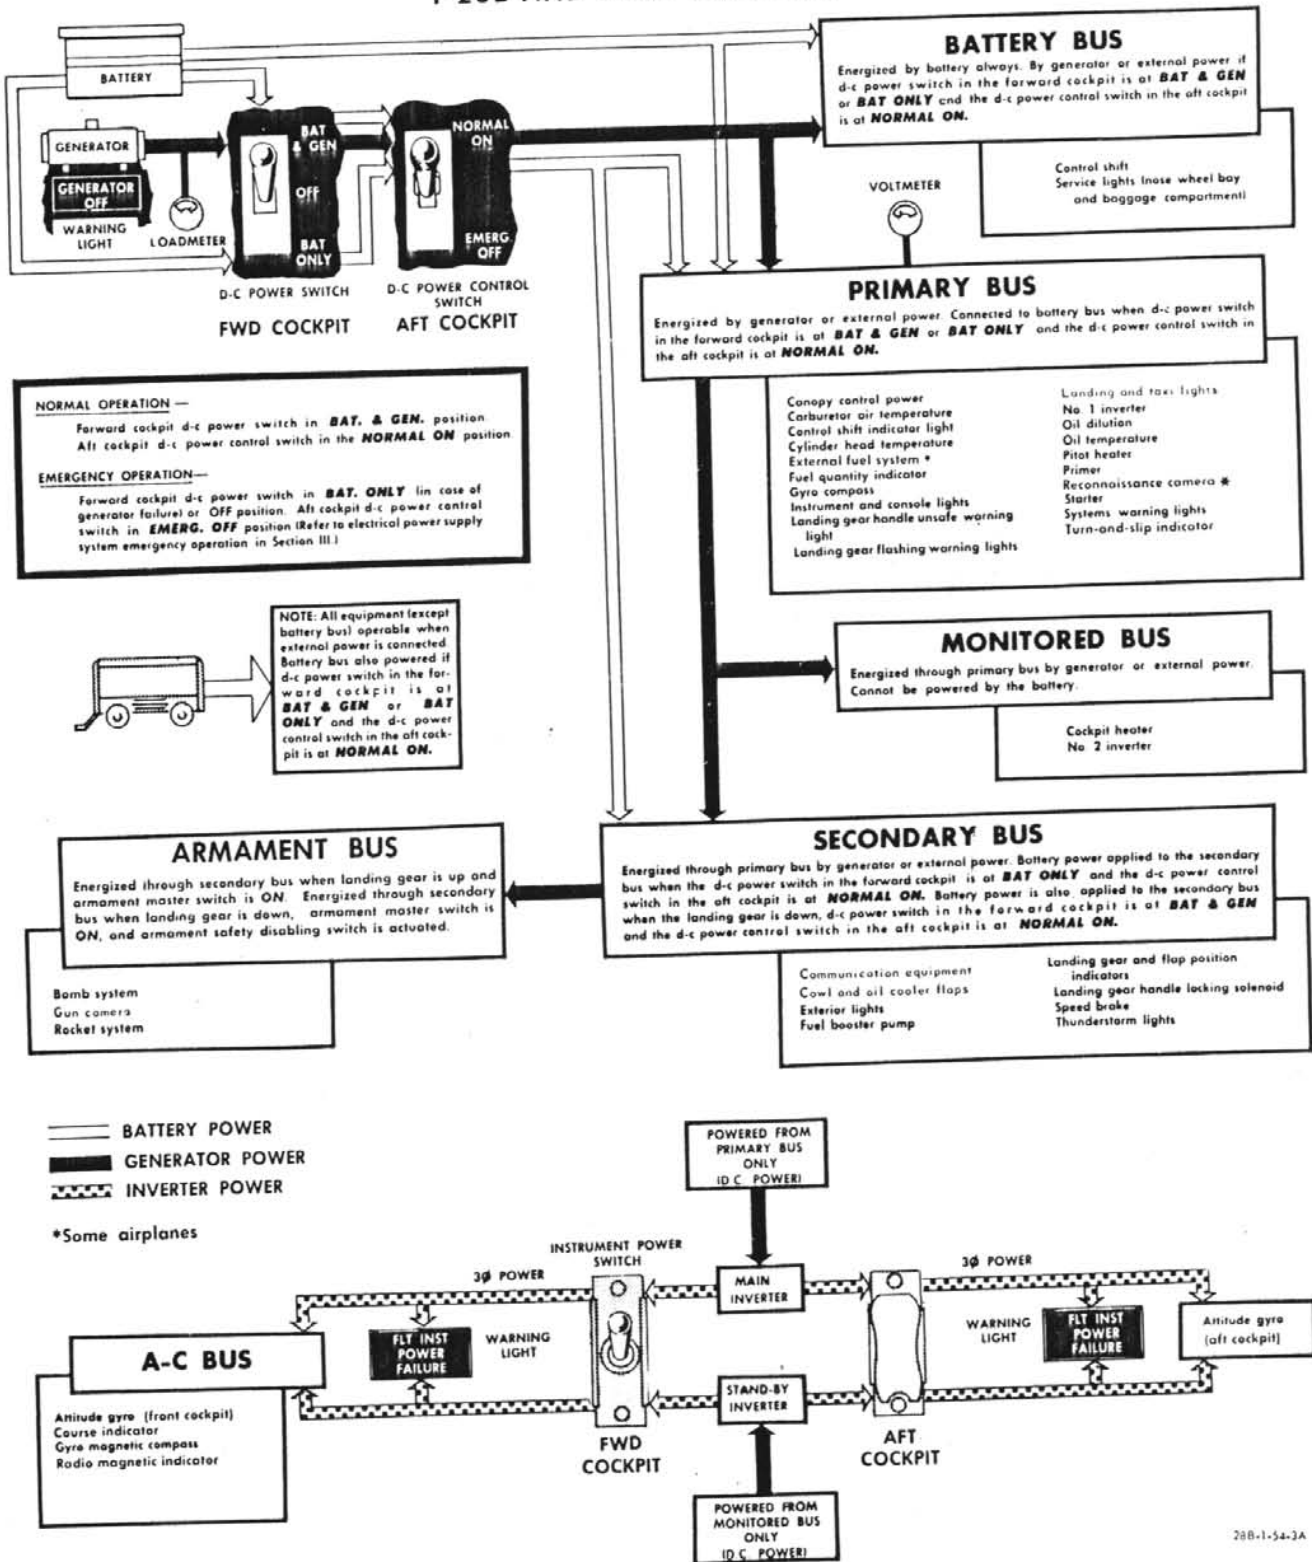 BATTERY
GENERATOR
GENERATOR
OFF
WARNING
LIGHT
LOADMETER
BAT
& GEN
OFF
BAT
ONLY
D-C POWER SWITCH
FWD COCKPIT
NORMAL
ON
EMERG.
OFF
D-C POWER CONTROL
SWITCH
AFT COCKPIT
BATTERY BUS
Energized by battery always. By generator or external power if
d-c power switch in the forward cockpit is at BAT & GEN
or BAT ONLY and the d-c power control switch in the aft cockpit
is at NORMAL ON.
Control shift
Service lights (nose wheel bay
and baggage compartment)
VOLTMETER
PRIMARY BUS
Energized by generator or external power. Connected to battery bus when d-c power switch
in the forward cockpit is at BAT & GEN or BAT ONLY and the d-c power control switch in
the aft cockpit is at NORMAL ON.
Canopy control power
Carburetor air temperature
Control shift indicator light
Cylinder head temperature
External fuel system *
Fuel quantity indicator
Gyro compass
Instrument and console lights
Landing gear handle unsafe warning
light
Landing gear flashing warning lights
Landing and taxi lights
No. 1 inverter
Oil dilution
Oil temperature
Pitot heater
Primer
Reconnaissance camera *
Starter
Systems warning lights
Turn-and-slip indicator
NORMAL OPERATION —
Forward cockpit d-c power switch in BAT. & GEN. position.
Aft cockpit d-c power control switch in the NORMAL ON position.
EMERGENCY OPERATION—
Forward cockpit d-c power switch in BAT. ONLY (in case of
generator failure) or OFF position. Aft cockpit d-c power control
switch in EMERG. OFF position (Refer to electrical power supply
system emergency operation in Section III.)
NOTE: All equipment (except
battery bus) operable when
external power is connected.
Battery bus also powered if
d-c power switch in the for-
ward cockpit is at
BAT & GEN or BAT
ONLY and the d-c power
control switch in the aft cock-
pit is at NORMAL ON.
MONITORED BUS
Energized through primary bus by generator or external power.
Cannot be powered by the battery.
Cockpit heater
No. 2 inverter
ARMAMENT BUS
Energized through secondary bus when landing gear is up and
armament master switch is ON. Energized through secondary
bus when landing gear is down, armament master switch is
ON, and armament safety disabling switch is actuated.
Bomb system
Gun camera
Rocket system
SECONDARY BUS
Energized through primary bus by generator or external power. Battery power applied to the secondary
bus when the d-c power switch in the forward cockpit is at BAT ONLY and the d-c power control
switch in the aft cockpit is at NORMAL ON. Battery power is also applied to the secondary bus
when the landing gear is down, d-c power switch in the forward cockpit is at BAT & GEN
and the d-c power control switch in the aft cockpit is at NORMAL ON.
Communication equipment
Cowl and oil cooler flaps
Exterior lights
Fuel booster pump
Landing gear and flap position
indicators
Landing gear handle locking solenoid
Speed brake
Thunderstorm lights
BATTERY POWER
GENERATOR POWER
INVERTER POWER
*Some airplanes
POWERED FROM
PRIMARY BUS
ONLY
(D.C. POWER)
INSTRUMENT POWER
SWITCH
3Ø POWER
MAIN
INVERTER
3Ø POWER
A-C BUS
FLT INST
POWER
FAILURE
WARNING
LIGHT
WARNING
LIGHT
FLT INST
POWER
FAILURE
Attitude gyro
(aft cockpit)
STAND-BY
INVERTER
Attitude gyro (front cockpit)
Course indicator
Gyro magnetic compass
Radio magnetic indicator
FWD
COCKPIT
AFT
COCKPIT
POWERED FROM
MONITORED BUS
ONLY
(D.C. POWER)
28B-1-54-3A